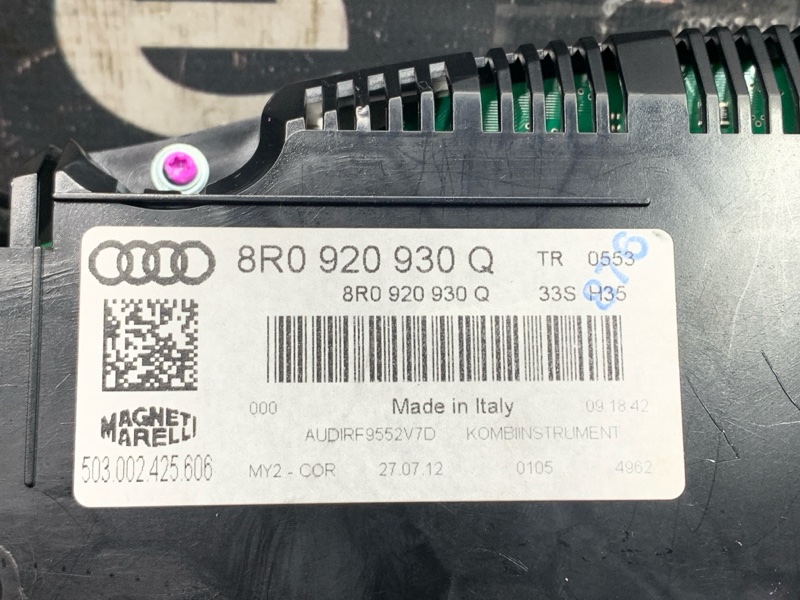 8R0 920 930 Q TR 0553
8R0 920 930 Q 33S H35
876
000 Made in Italy 09:18:42
MAGNETI
MARELLI
AUDIRF9552V7D KOMBIINSTRUMENT
503.002.425.606 MY2 - COR 27.07.12 0105 4962